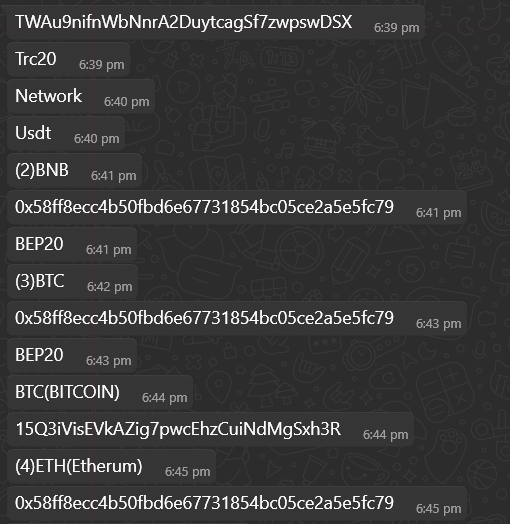 TWAu9nifnWbNnrA2DuytcagSf7zwpswDSX 6:39 pm
Trc20 6:39 pm
Network 6:40 pm
Usdt 6:40 pm
(2)BNB 6:41 pm
0x58ff8ecc4b50fbd6e67731854bc05ce2a5e5fc79 6:41 pm
BEP20 6:41 pm
(3)BTC 6:42 pm
0x58ff8ecc4b50fbd6e67731854bc05ce2a5e5fc79 6:43 pm
BEP20 6:43 pm
BTC(BITCOIN) 6:44 pm
15Q3iVisEVkAZig7pwcEhzCuiNdMgSxh3R 6:44 pm
(4)ETH(Etherum) 6:45 pm
0x58ff8ecc4b50fbd6e67731854bc05ce2a5e5fc79 6:45 pm